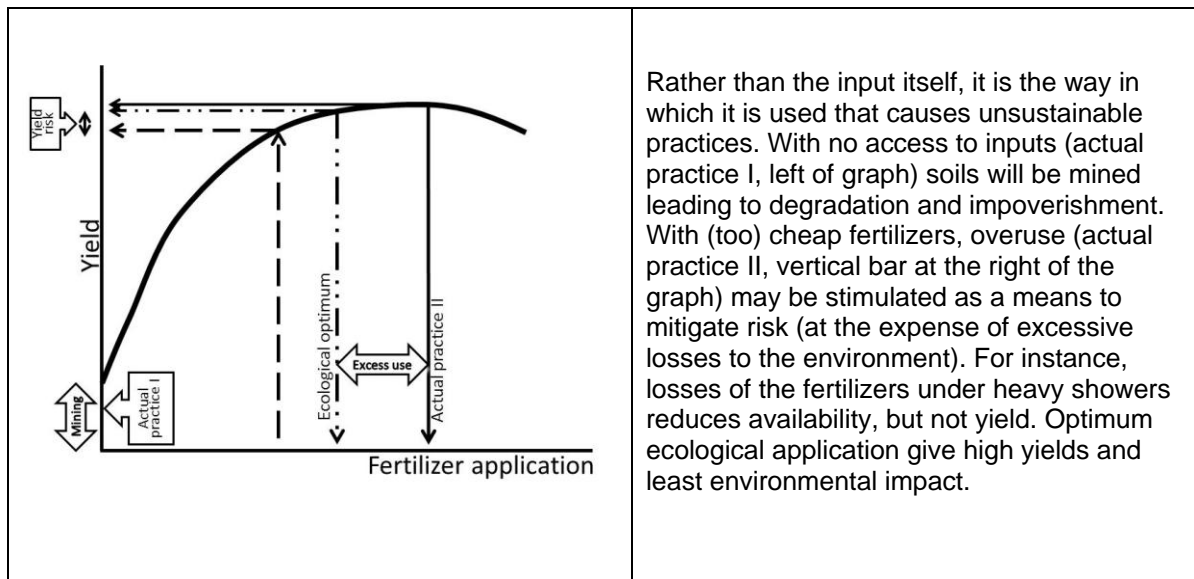 Yield
risk
Yield
Mining
Actual
practice I
Ecological optimum
Excess use
Actual practice II
Fertilizer application
Rather than the input itself, it is the way in
which it is used that causes unsustainable
practices. With no access to inputs (actual
practice I, left of graph) soils will be mined
leading to degradation and impoverishment.
With (too) cheap fertilizers, overuse (actual
practice II, vertical bar at the right of the
graph) may be stimulated as a means to
mitigate risk (at the expense of excessive
losses to the environment). For instance,
losses of the fertilizers under heavy showers
reduces availability, but not yield. Optimum
ecological application give high yields and
least environmental impact.